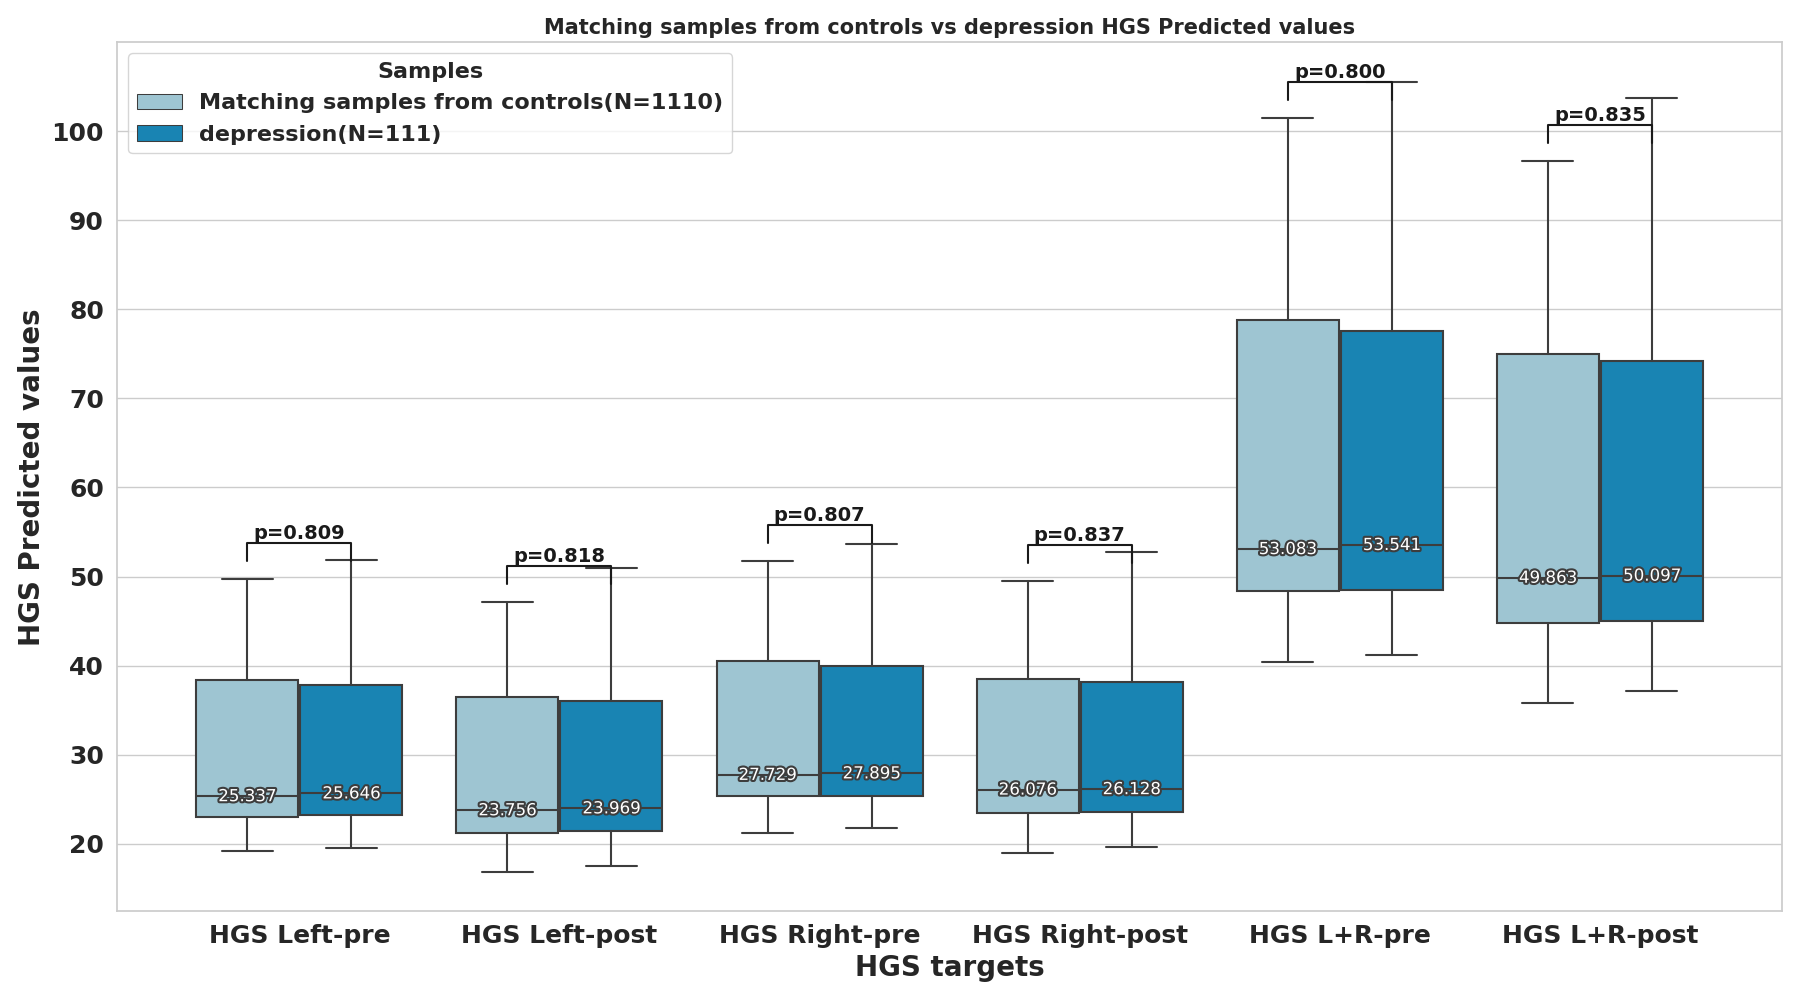 Matching samples from controls vs depression HGS Predicted values
Samples
Matching samples from controls(N=1110)
depression(N=111)
HGS Predicted values
100
90
80
70
60
50
40
30
20
p=0.809
p=0.818
p=0.807
p=0.837
p=0.800
p=0.835
25.337
25.646
23.756
23.969
27.729
27.895
26.076
26.128
53.083
53.541
49.863
50.097
HGS Left-pre
HGS Left-post
HGS Right-pre
HGS Right-post
HGS L+R-pre
HGS L+R-post
HGS targets